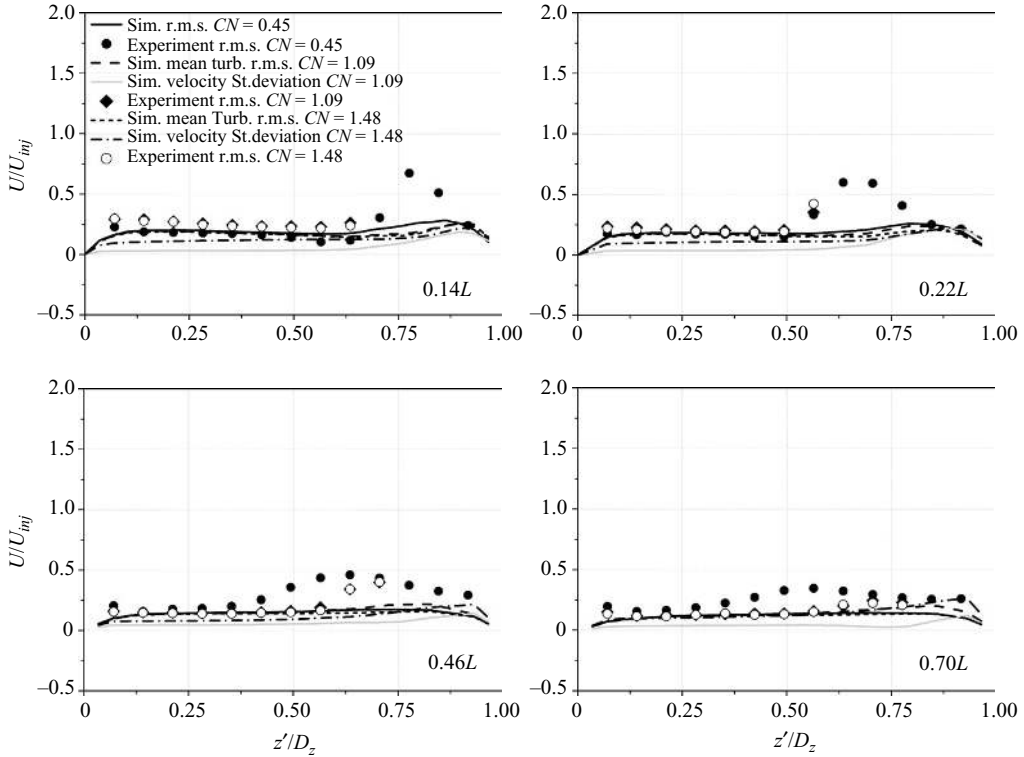 2.0
1.5
1.0
0.5
0
–0.5
U/U_inj
Sim. r.m.s. CN = 0.45
Experiment r.m.s. CN = 0.45
Sim. mean turb. r.m.s. CN = 1.09
Sim. velocity St.deviation CN = 1.09
Experiment r.m.s. CN = 1.09
Sim. mean Turb. r.m.s. CN = 1.48
Sim. velocity St.deviation CN = 1.48
Experiment r.m.s. CN = 1.48
0.14L
0 0.25 0.50 0.75 1.00
2.0
1.5
1.0
0.5
0
–0.5
0.22L
0 0.25 0.50 0.75 1.00
2.0
1.5
1.0
0.5
0
–0.5
U/U_inj
0.46L
0 0.25 0.50 0.75 1.00
z′/D_z
2.0
1.5
1.0
0.5
0
–0.5
0.70L
0 0.25 0.50 0.75 1.00
z′/D_z